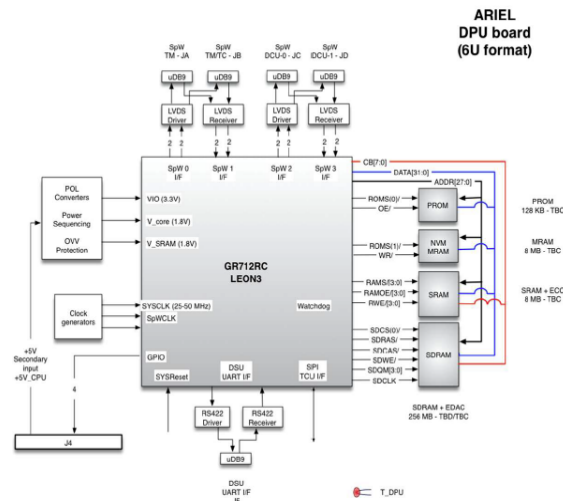 ARIEL
DPU board
(6U format)
SpW
TM - JA
SpW
TM/TC - JB
SpW
DCU-0 - JC
SpW
DCU-1 - JD
uDB9
uDB9
uDB9
uDB9
LVDS
Driver
LVDS
Receiver
LVDS
Driver
LVDS
Receiver
2
2
2
2
2
2
2
2
SpW 0
I/F
SpW 1
I/F
SpW 2
I/F
SpW 3
I/F
CB[7:0]
DATA[31:0]
ADDR[27:0]
POL
Converters
Power
Sequencing
OVV
Protection
VIO (3.3V)
V_core (1.8V)
V_SRAM (1.8V)
GR712RC
LEON3
ROMS(0)/
OE/
PROM
PROM
128 KB - TBC
ROMS(1)/
WR/
NVM
MRAM
MRAM
8 MB - TBC
RAMS/[3:0]
RAMOE/[3:0]
RWE/[3:0]
SRAM
SRAM + ECC
8 MB - TBC
Clock
generators
SYSCLK (25-50 MHz)
SpWCLK
Watchdog
SDCS(0)/
SDRAS/
SDCAS/
SDWE/
SDQM[3:0]
SDCLK
SDRAM
SDRAM + EDAC
256 MB - TBD/TBC
+5V
Secondary
input
+5V_CPU
4
GPIO
SYSReset
DSU
UART I/F
SPI
TCU I/F
RS422
Driver
RS422
Receiver
uDB9
J4
DSU
UART I/F
T_DPU